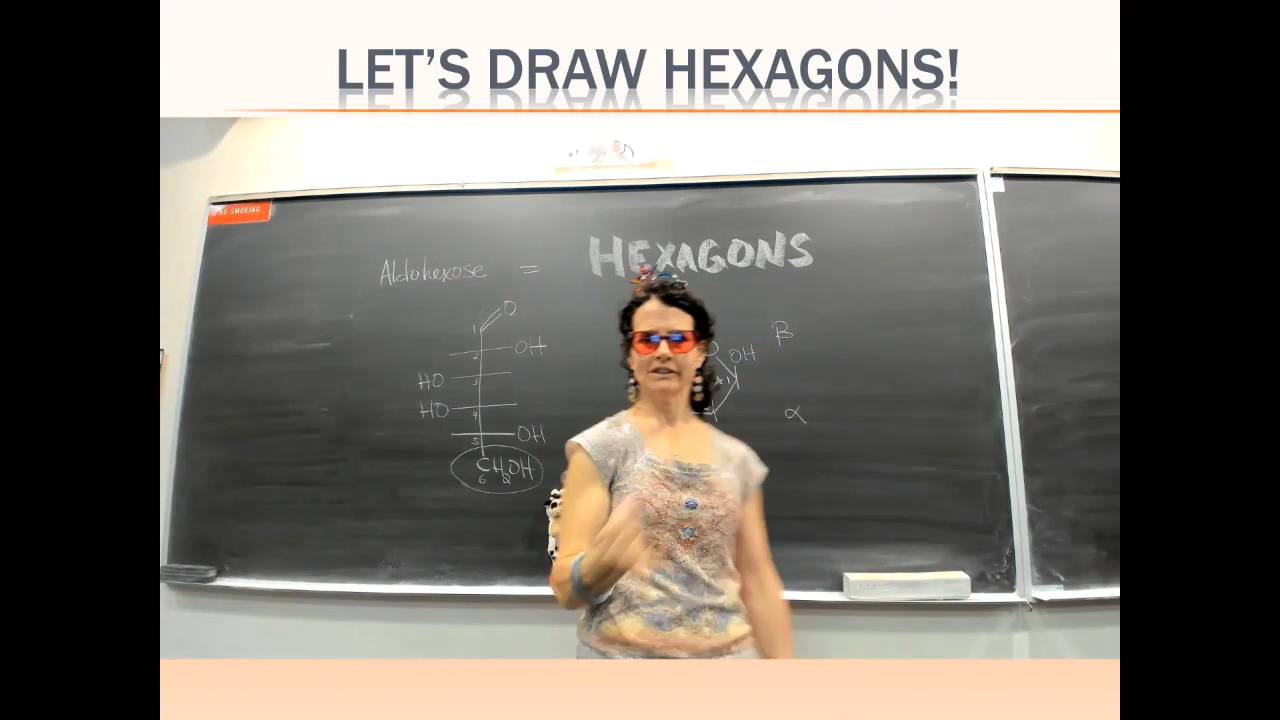 LET'S DRAW HEXAGONS!
NO SMOKING
Aldohexose = HEXAGONS
1 O
2 OH
HO 3
HO 4
5 OH
CH2OH
6
β
OH
1
α